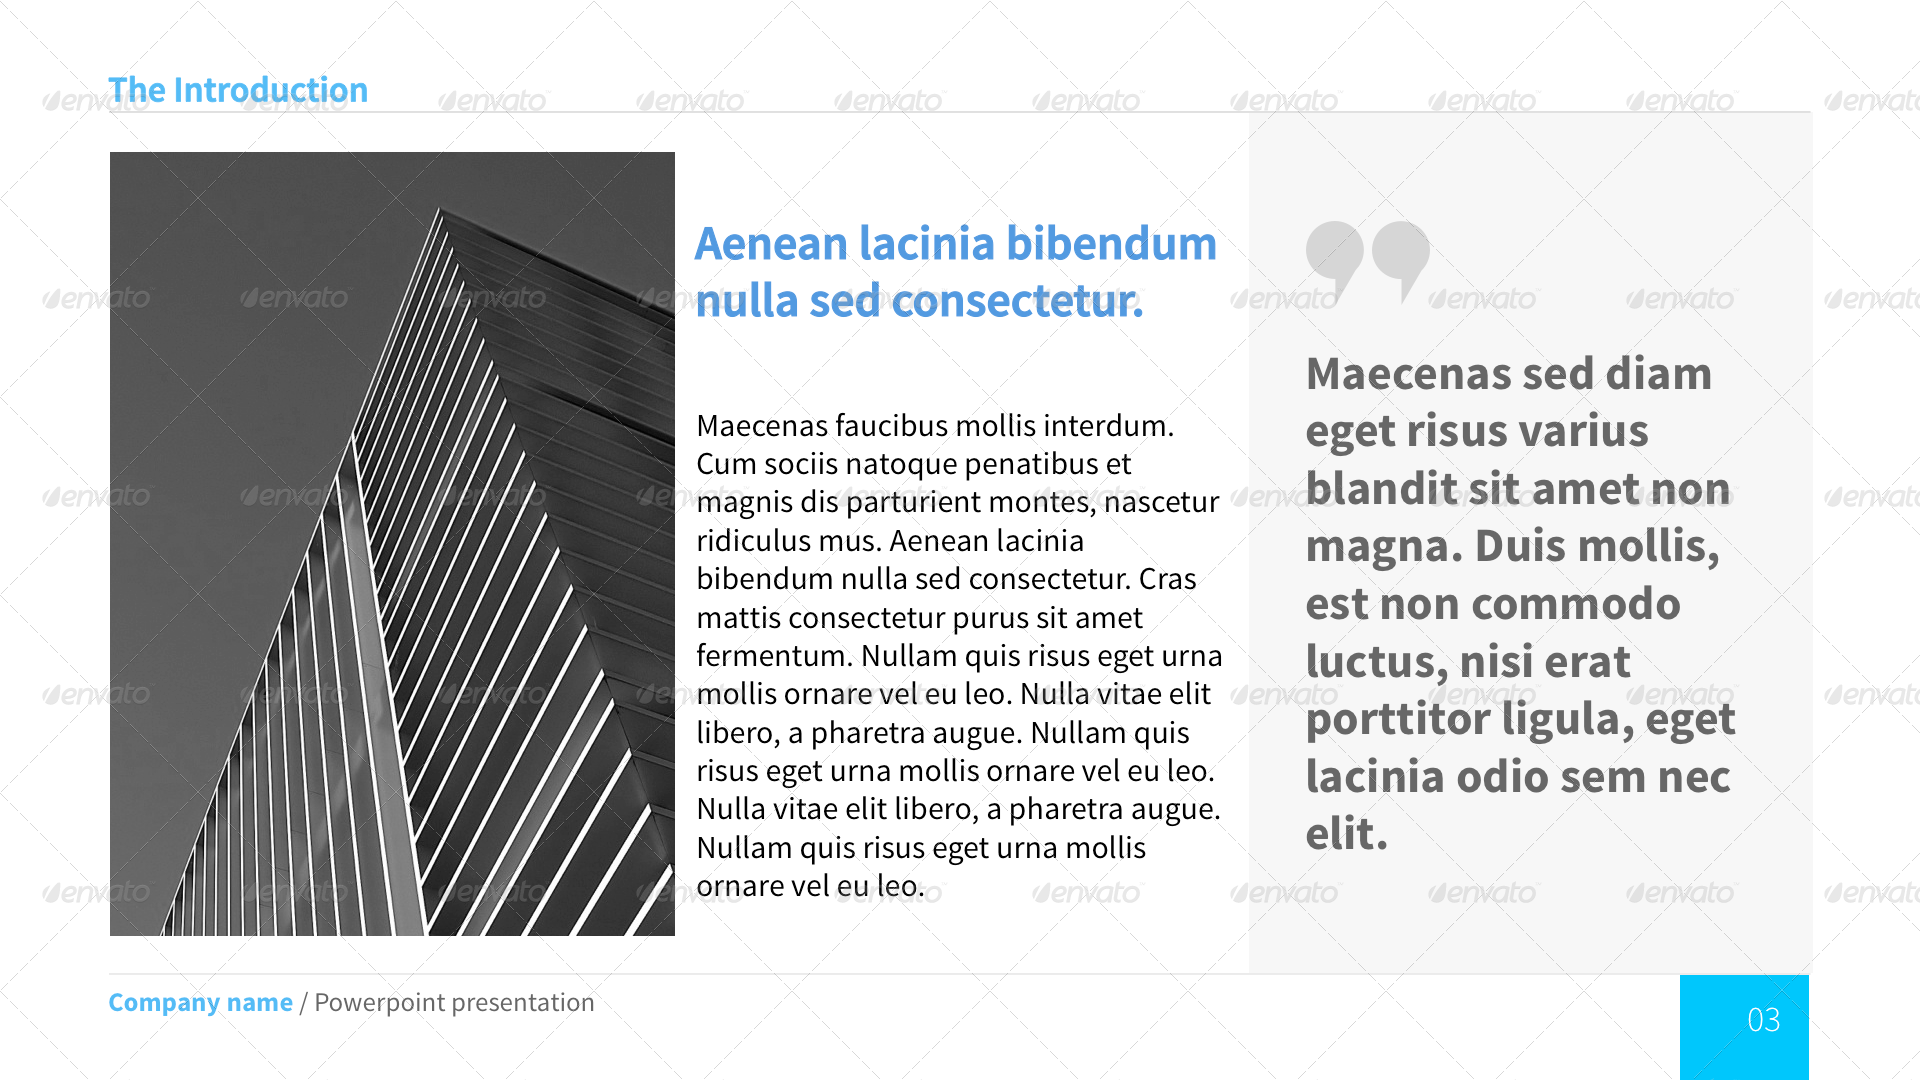 The Introduction
Aenean lacinia bibendum
nulla sed consectetur.
Maecenas faucibus mollis interdum.
Cum sociis natoque penatibus et
magnis dis parturient montes, nascetur
ridiculus mus. Aenean lacinia
bibendum nulla sed consectetur. Cras
mattis consectetur purus sit amet
fermentum. Nullam quis risus eget urna
mollis ornare vel eu leo. Nulla vitae elit
libero, a pharetra augue. Nullam quis
risus eget urna mollis ornare vel eu leo.
Nulla vitae elit libero, a pharetra augue.
Nullam quis risus eget urna mollis
ornare vel eu leo.
Maecenas sed diam
eget risus varius
blandit sit amet non
magna. Duis mollis,
est non commodo
luctus, nisi erat
porttitor ligula, eget
lacinia odio sem nec
elit.
Company name / Powerpoint presentation
03
envato